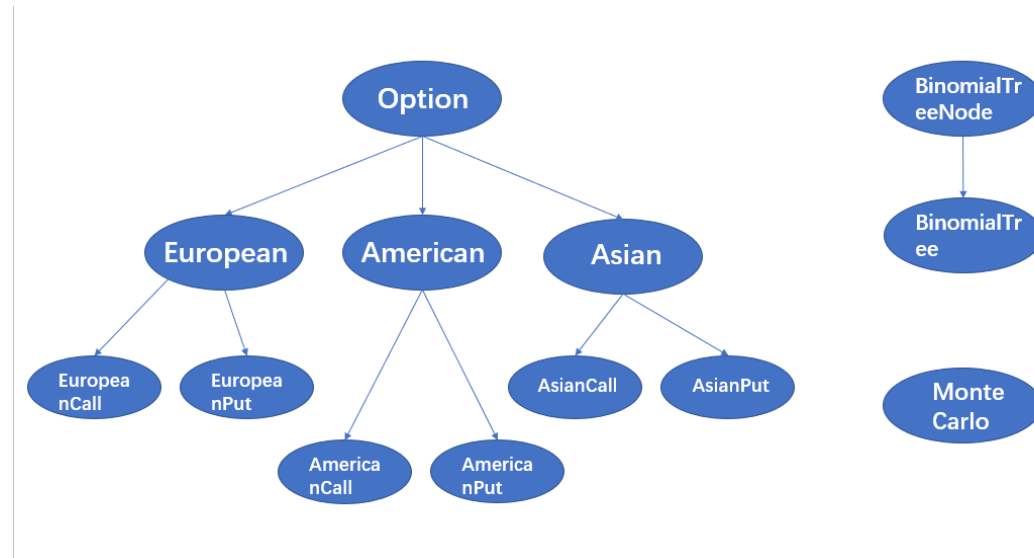 Option
BinomialTr
eeNode
European
American
Asian
BinomialTr
ee
Europea
nCall
Europea
nPut
AsianCall
AsianPut
Monte
Carlo
America
nCall
America
nPut